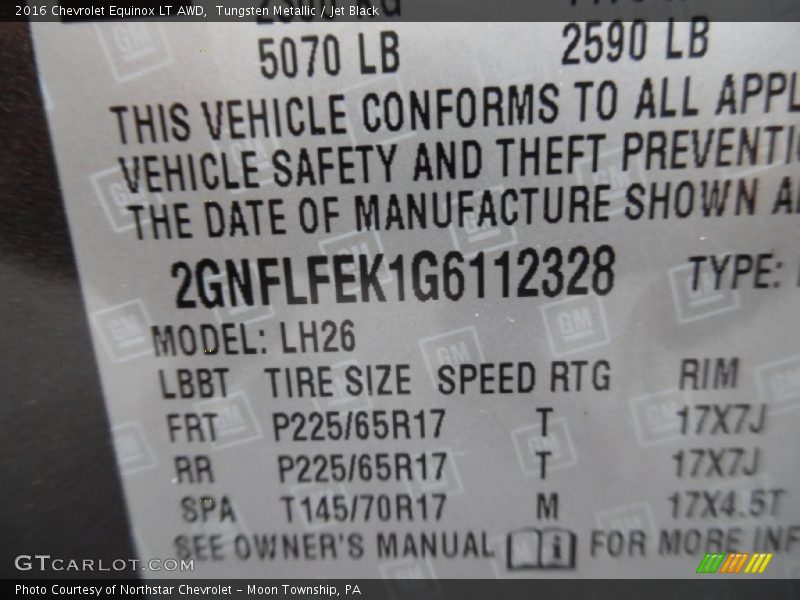 2016 Chevrolet Equinox LT AWD,  Tungsten Metallic / Jet Black
5070 LB 2590 LB
THIS VEHICLE CONFORMS TO ALL APPL
VEHICLE SAFETY AND THEFT PREVENTI
THE DATE OF MANUFACTURE SHOWN A
2GNFLFEK1G6112328 TYPE:
MODEL: LH26
LBBT TIRE SIZE SPEED RTG RIM
FRT P225/65R17 T 17X7J
RR P225/65R17 T 17X7J
SPA T145/70R17 M 17X4.5T
SEE OWNER'S MANUAL FOR MORE INF
GTCARLOT.COM
Photo Courtesy of Northstar Chevrolet – Moon Township, PA